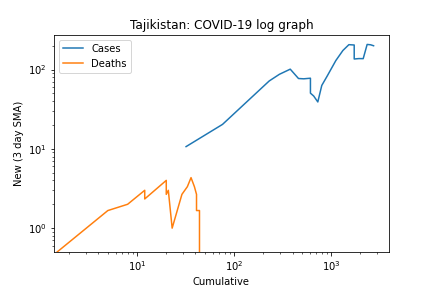 Tajikistan: COVID-19 log graph
Cases
Deaths
New (3 day SMA)
10²
10¹
10⁰
10¹ 10² 10³
Cumulative